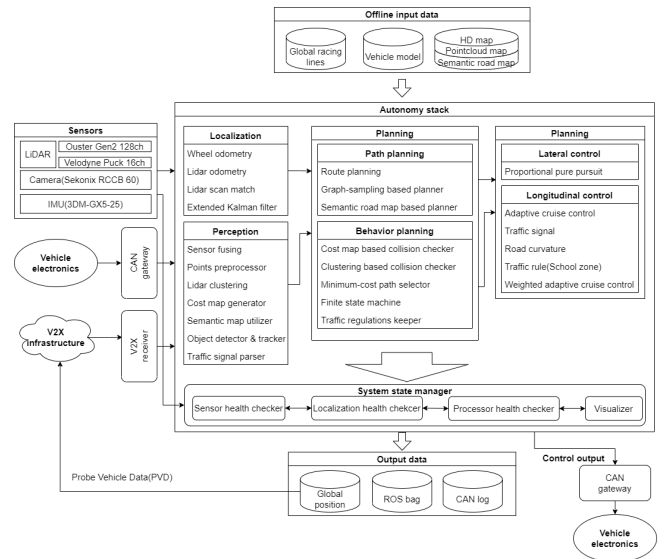 Offline input data
Global racing
lines
Vehicle model
HD map
Pointcloud map
Semantic road map
Autonomy stack
Sensors
LiDAR
Ouster Gen2 128ch
Velodyne Puck 16ch
Camera(Sekonix RCCB 60)
IMU(3DM-GX5-25)
Vehicle
electronics
CAN
gateway
V2X
infrastructure
V2X
receiver
Localization
Wheel odometry
Lidar odometry
Lidar scan match
Extended Kalman filter
Perception
Sensor fusing
Points preprocessor
Lidar clustering
Cost map generator
Semantic map utilizer
Object detector & tracker
Traffic signal parser
Planning
Path planning
Route planning
Graph-sampling based planner
Semantic road map based planner
Behavior planning
Cost map based collision checker
Clustering based collision checker
Minimum-cost path selector
Finite state machine
Traffic regulations keeper
Planning
Lateral control
Proportional pure pursuit
Longitudinal control
Adaptive cruise control
Traffic signal
Road curvature
Traffic rule(School zone)
Weighted adaptive cruise control
System state manager
Sensor health checker
Localization health chekcer
Processor health checker
Visualizer
Output data
Global
position
ROS bag
CAN log
Probe Vehicle Data(PVD)
Control output
CAN
gateway
Vehicle
electronics